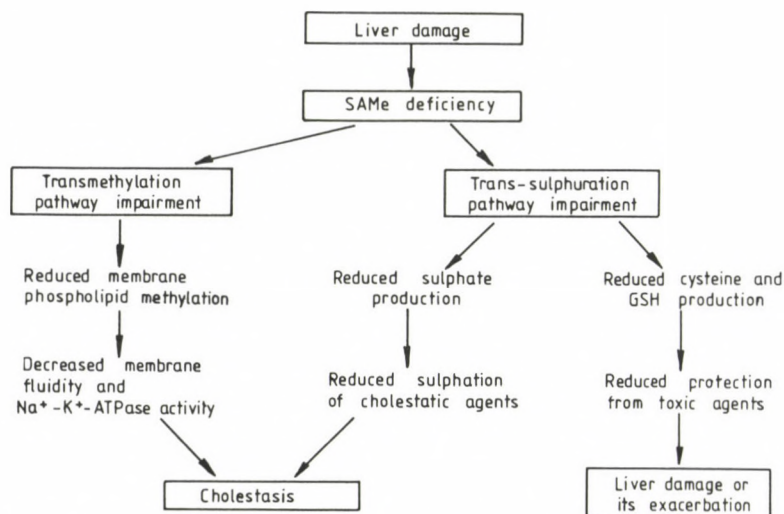 Liver damage
SAMe deficiency
Transmethylation
pathway impairment
Trans-sulphuration
pathway impairment
Reduced membrane
phospholipid methylation
Reduced sulphate
production
Reduced cysteine and
GSH production
Decreased membrane
fluidity and
Na⁺-K⁺-ATPase activity
Reduced sulphation
of cholestatic agents
Reduced protection
from toxic agents
Cholestasis
Liver damage or
its exacerbation